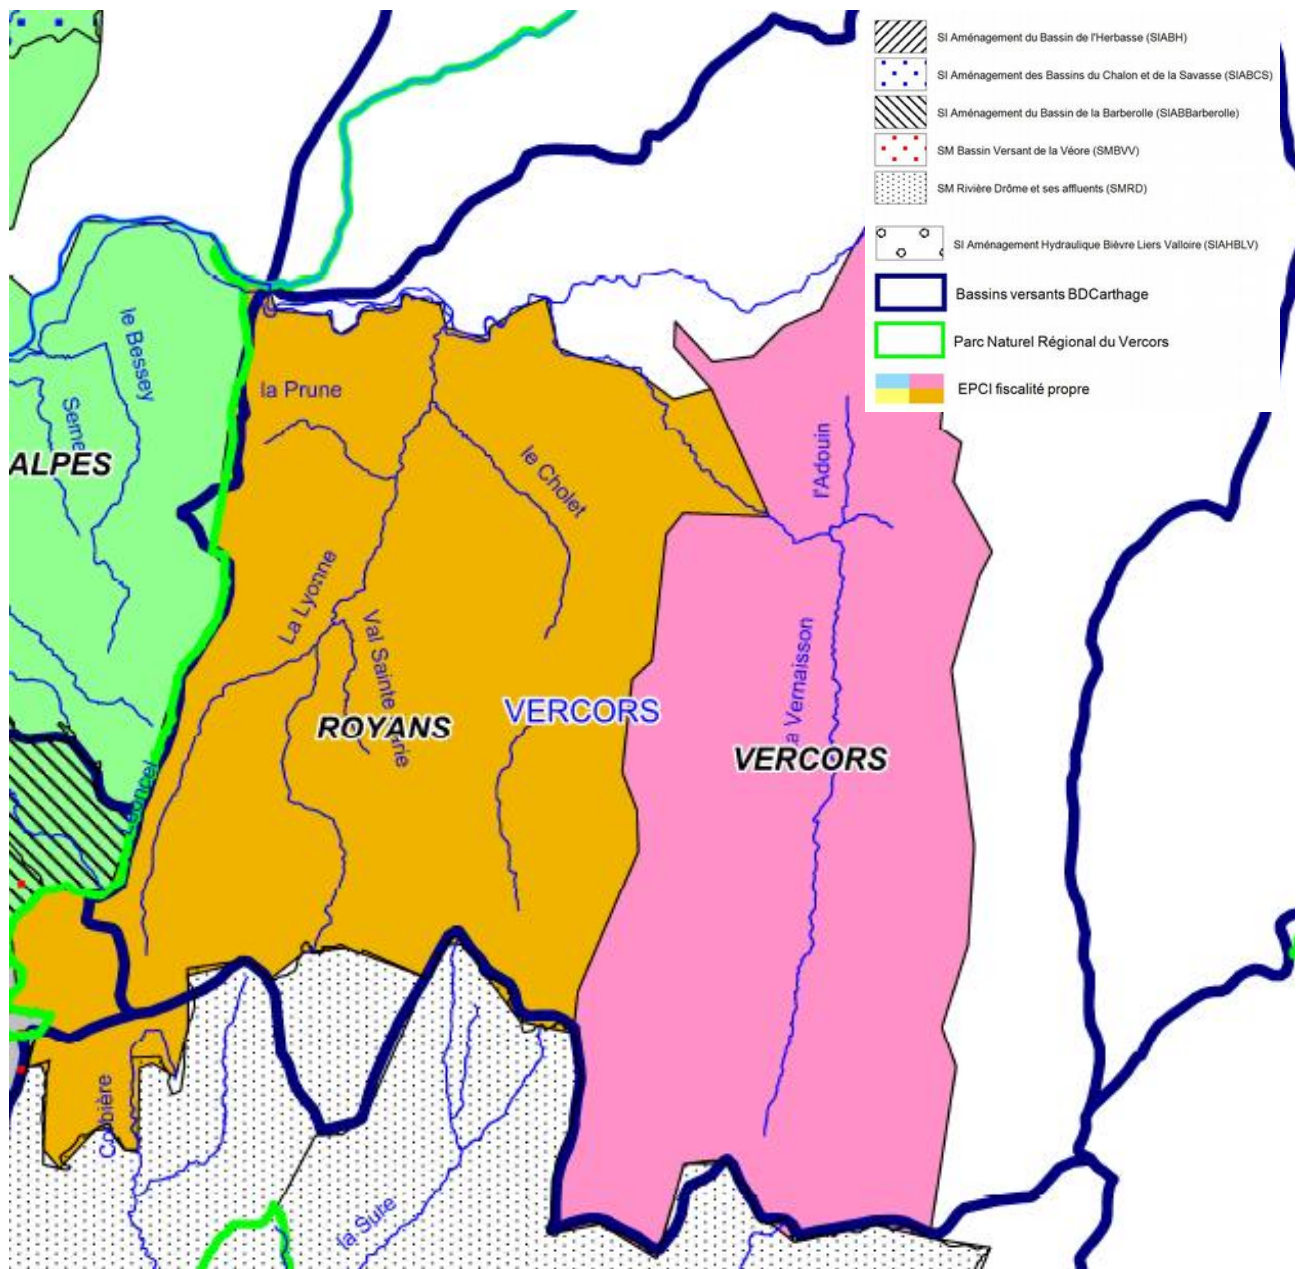 SI Aménagement du Bassin de l'Herbasse (SIABH)
SI Aménagement des Bassins du Chalon et de la Savasse (SIABCS)
SI Aménagement du Bassin de la Barberolle (SIABBarberolle)
SM Bassin Versant de la Véore (SMBVV)
SM Rivière Drôme et ses affluents (SMRD)
SI Aménagement Hydraulique Bièvre Liers Valloire (SIAHBLV)
Bassins versants BDCarthage
Parc Naturel Régional du Vercors
EPCI fiscalité propre
le Bessey
la Prune
ALPES
le Cholet
l'Adouin
La Lyonne
Val Sainte
a Vernaisson
VERCORS
ROYANS
VERCORS
Léoncel
la Sure